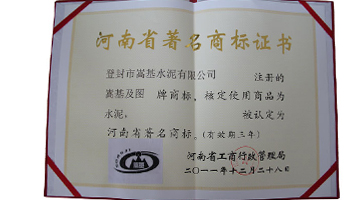 河南省著名商标证书
登封市嵩基水泥有限公司 注册的
嵩基及图 牌商标，核定使用商品为
水泥， 被认定为
河南省著名商标。(有效期三年)
河南省工商行政管理局
二〇一一年十二月二十八日